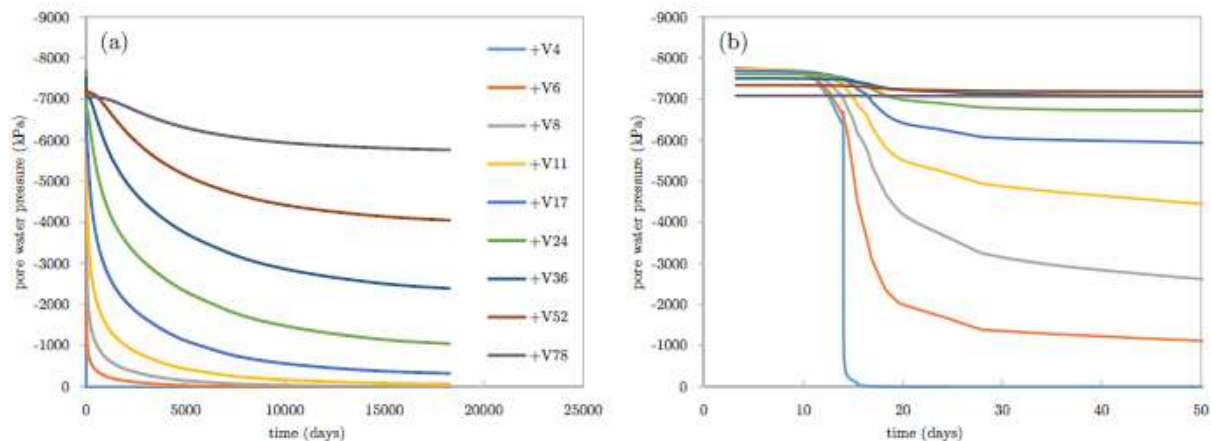 (a)
pore water pressure (kPa)
-9000
-8000
-7000
-6000
-5000
-4000
-3000
-2000
-1000
0
0 5000 10000 15000 20000 25000
time (days)
+V4
+V6
+V8
+V11
+V17
+V24
+V36
+V52
+V78
(b)
pore water pressure (kPa)
-9000
-8000
-7000
-6000
-5000
-4000
-3000
-2000
-1000
0
0 10 20 30 40 50
time (days)